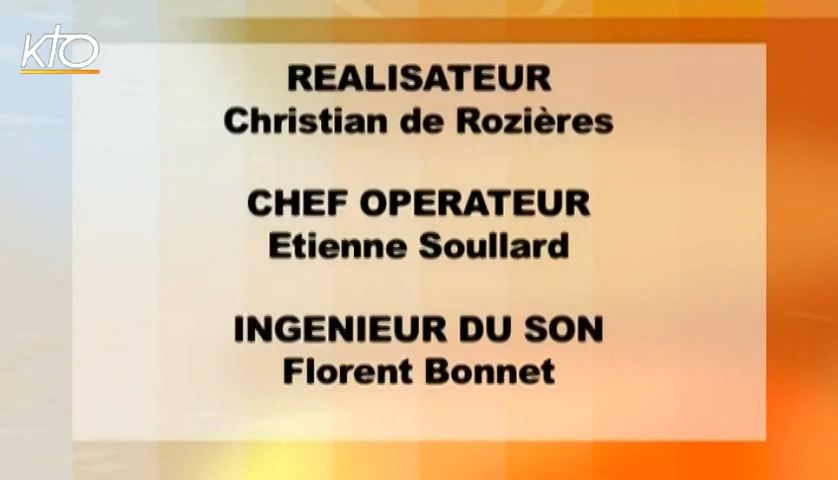 KTO
REALISATEUR
Christian de Rozières
CHEF OPERATEUR
Etienne Soullard
INGENIEUR DU SON
Florent Bonnet